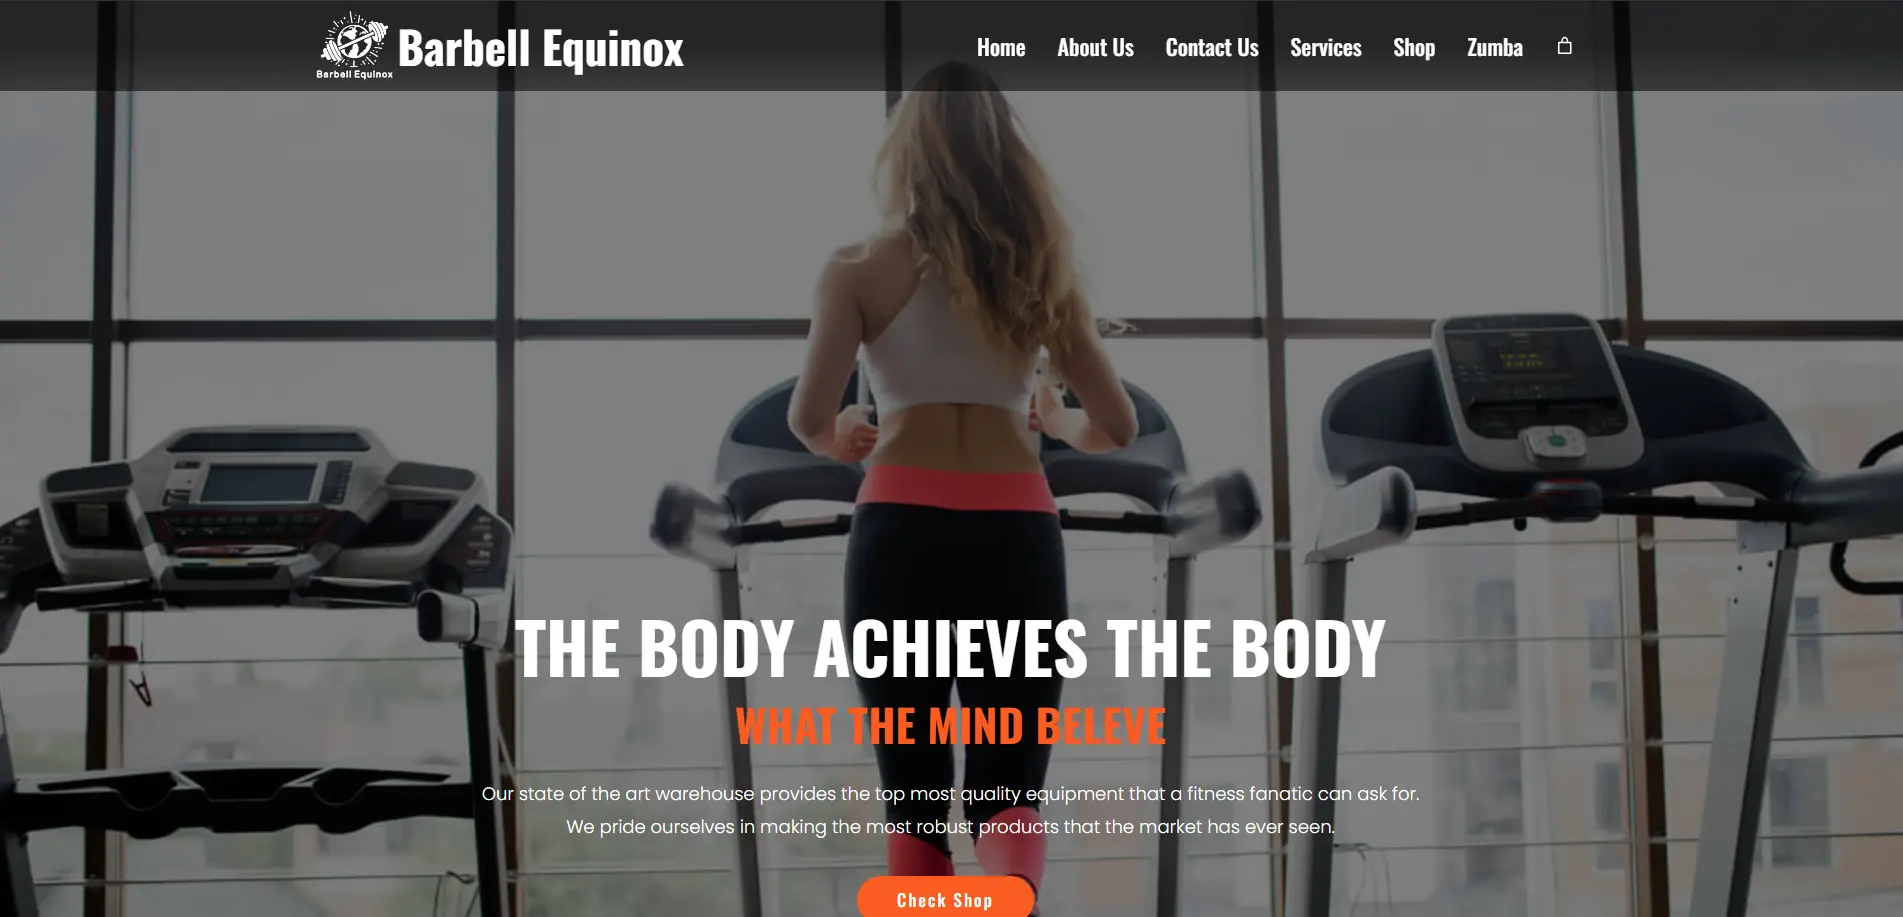 Barbell Equinox
Barbell Equinox
Home About Us Contact Us Services Shop Zumba
THE BODY ACHIEVES THE BODY
WHAT THE MIND BELEVE
Our state of the art warehouse provides the top most quality equipment that a fitness fanatic can ask for.
We pride ourselves in making the most robust products that the market has ever seen.
Check Shop